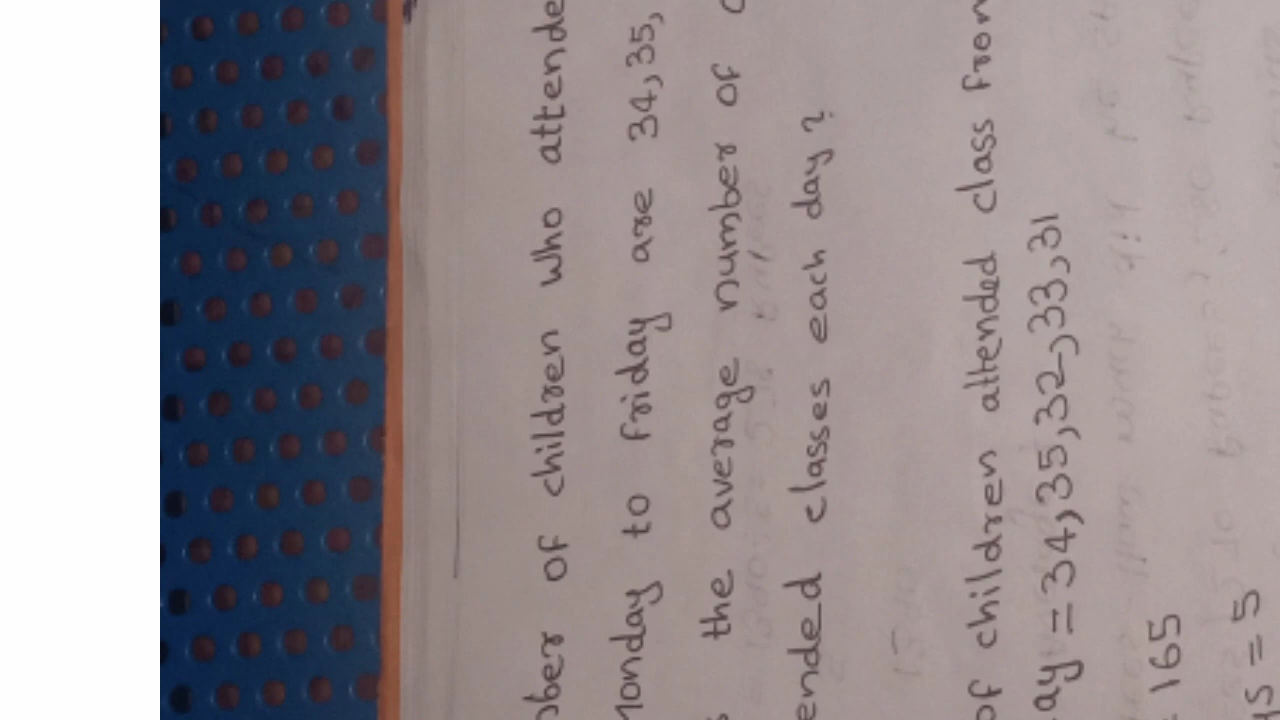 ber of children who attende
Monday to friday are 34,35,
the average number of
ended classes each day?
of children attended class from
ay = 34,35,32,33,31
165
s = 5